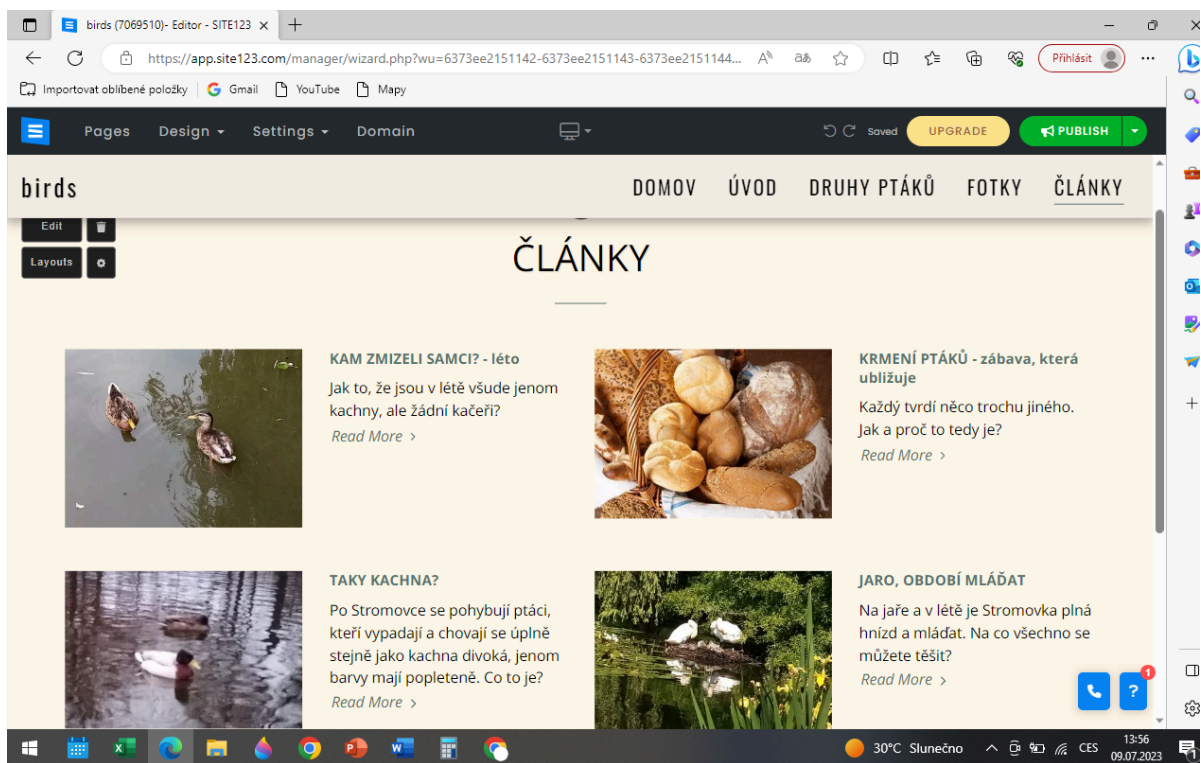 birds (7069510)- Editor - SITE123
https://app.site123.com/manager/wizard.php?wu=6373ee2151142-6373ee2151143-6373ee2151144...
Přihlásit
Importovat oblíbené položky
Gmail
YouTube
Mapy
Pages
Design
Settings
Domain
Saved
UPGRADE
PUBLISH
birds
DOMOV
ÚVOD
DRUHY PTÁKŮ
FOTKY
ČLÁNKY
Edit
Layouts
ČLÁNKY
KAM ZMIZELI SAMCI? - léto
Jak to, že jsou v létě všude jenom
kachny, ale žádní kačeři?
Read More >
KRMENÍ PTÁKŮ - zábava, která
ubližuje
Každý tvrdí něco trochu jiného.
Jak a proč to tedy je?
Read More >
TAKY KACHNA?
Po Stromovce se pohybují ptáci,
kteří vypadají a chovají se úplně
stejně jako kachna divoká, jenom
barvy mají popletené. Co to je?
Read More >
JARO, OBDOBÍ MLÁĎAT
Na jaře a v létě je Stromovka plná
hnízd a mláďat. Na co všechno se
můžete těšit?
Read More >
1
?
30°C Slunečno
CES
13:56
09.07.2023
1